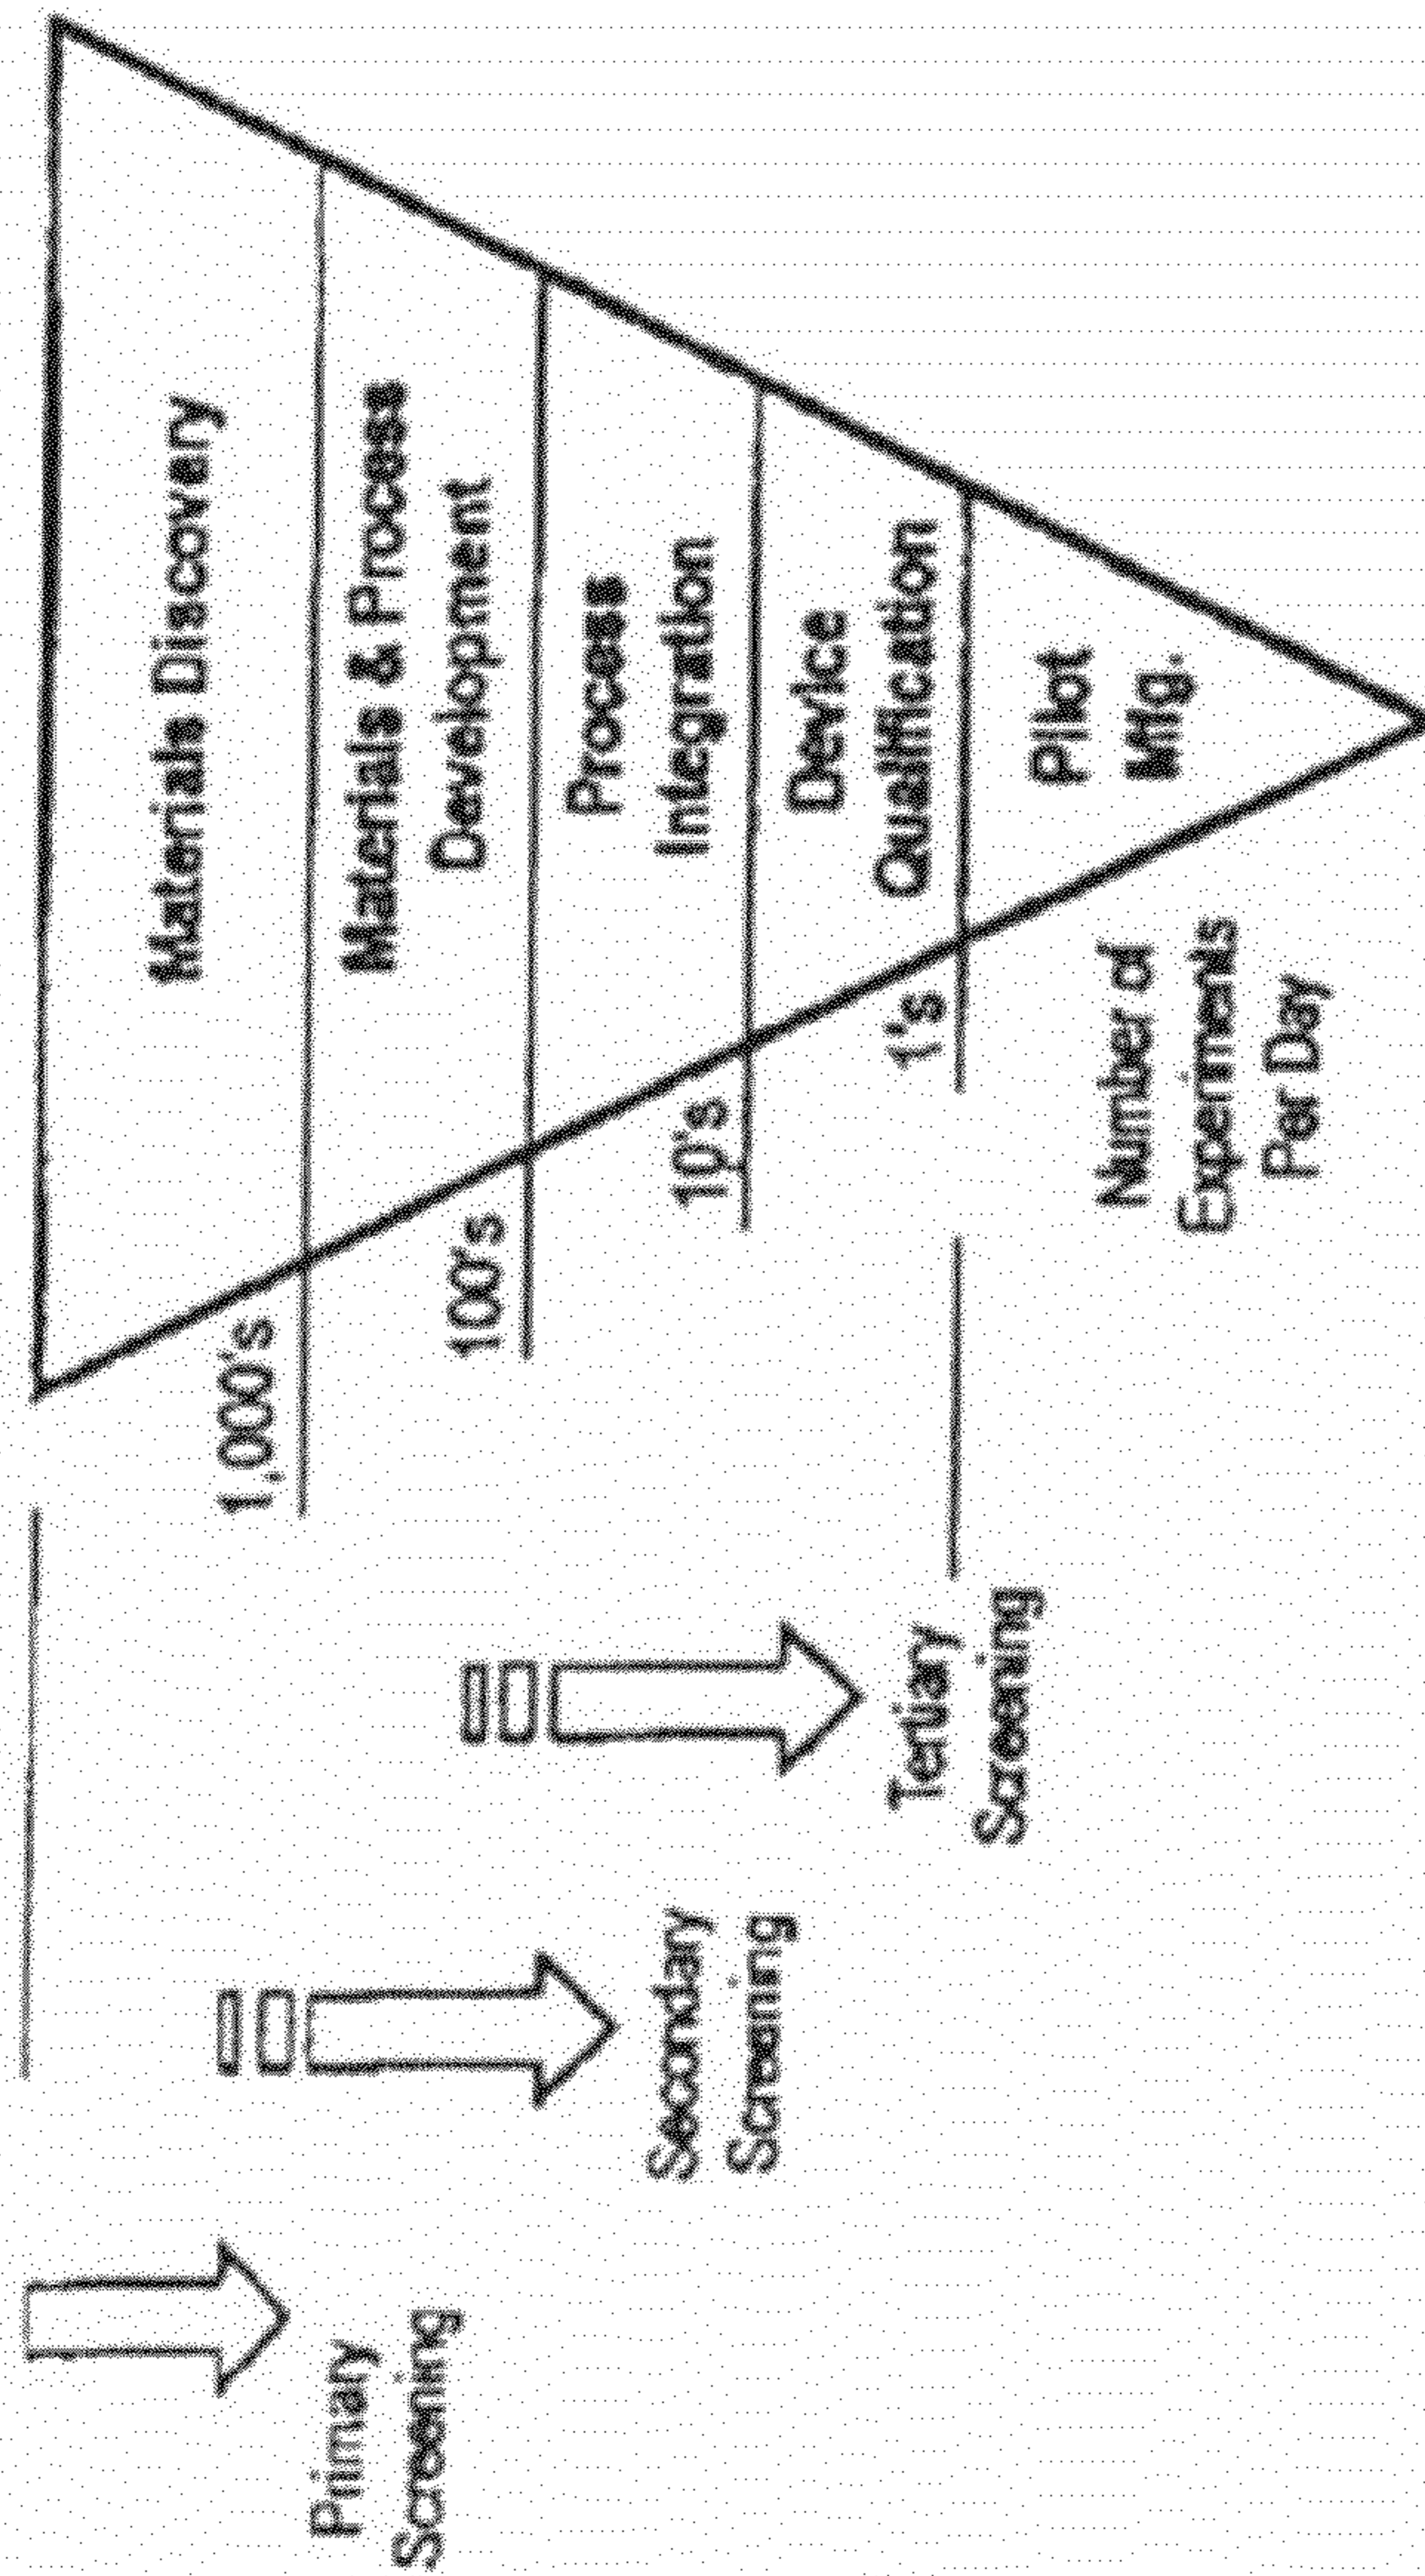 Materials Discovery
Materials & Process
Development
Process
Integration
Device
Qualification
Pilot
Mfg.
1,000's
100's
10's
1's
Number of
Experiments
Per Day
Primary
Screening
Secondary
Screening
Tertiary
Screening